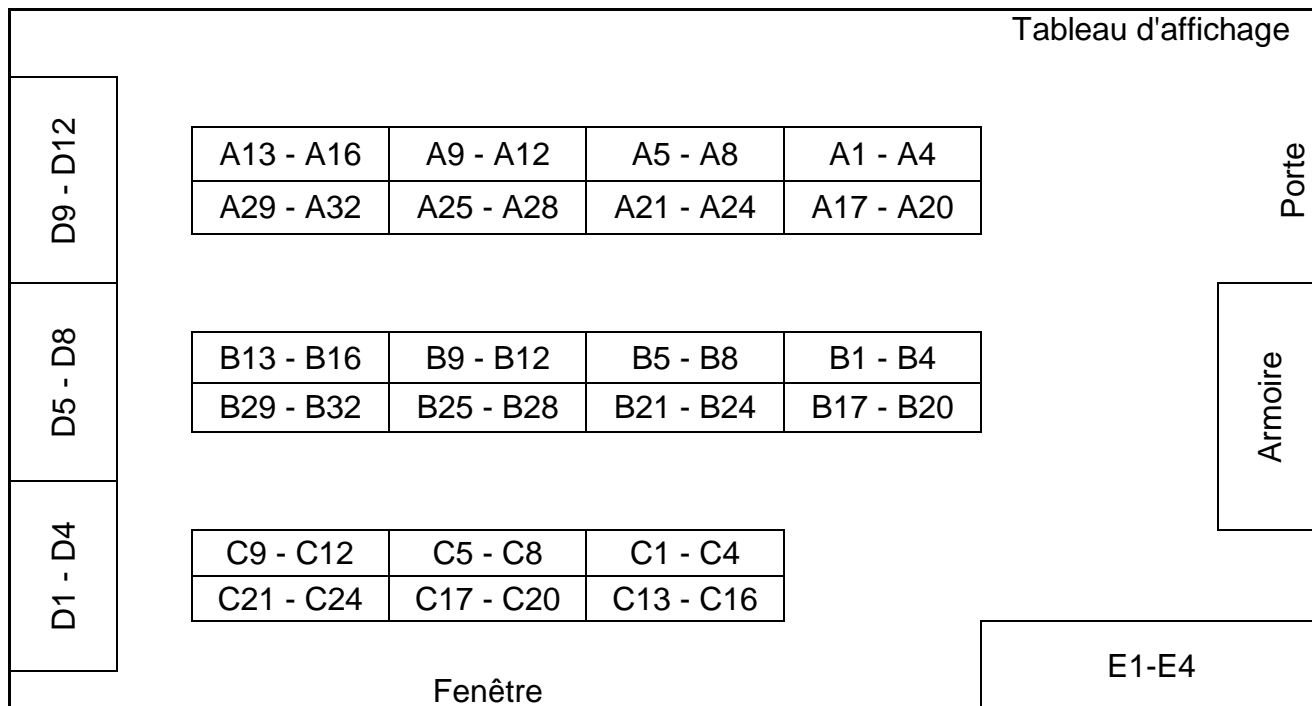 Tableau d'affichage
D9 - D12
A13 - A16 A9 - A12 A5 - A8 A1 - A4
A29 - A32 A25 - A28 A21 - A24 A17 - A20
Porte
D5 - D8
B13 - B16 B9 - B12 B5 - B8 B1 - B4
B29 - B32 B25 - B28 B21 - B24 B17 - B20
Armoire
D1 - D4
C9 - C12 C5 - C8 C1 - C4
C21 - C24 C17 - C20 C13 - C16
E1-E4
Fenêtre